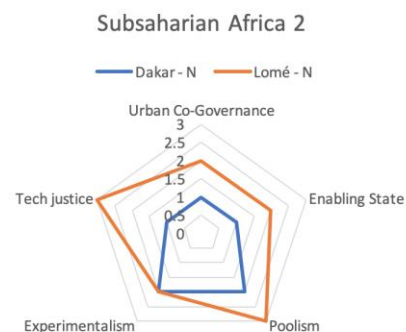 Subsaharian Africa 2
Dakar - N Lomé - N
Urban Co-Governance
3
2.5
2
1.5
1
0.5
0
Tech justice
Enabling State
Experimentalism
Poolism